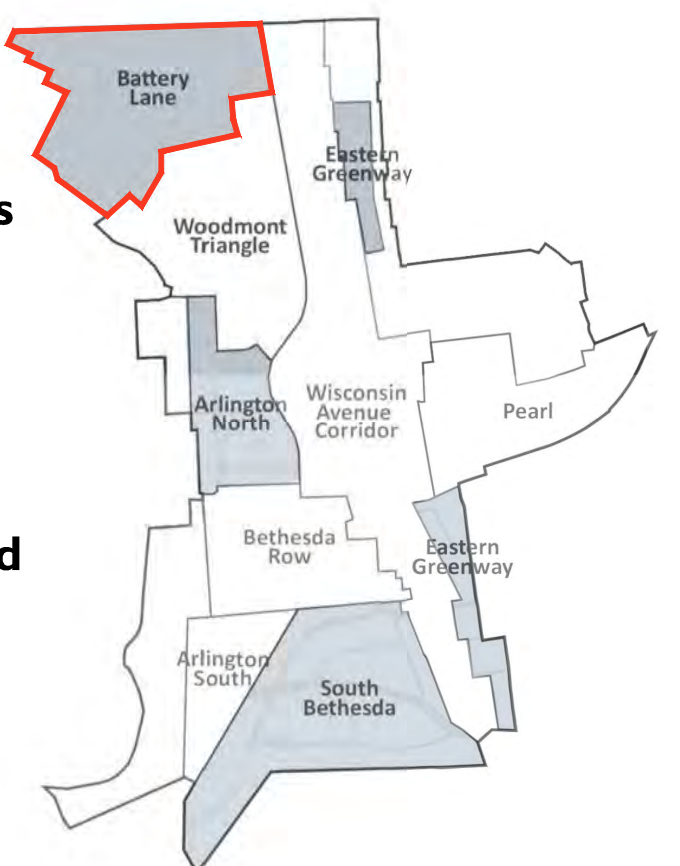 Battery
Lane
Eastern
Greenway
s
Woodmont
Triangle
Wisconsin
Avenue
Corridor
Arlington
North
Pearl
Bethesda
Row
d
Eastern
Greenway
Arlington
South
South
Bethesda